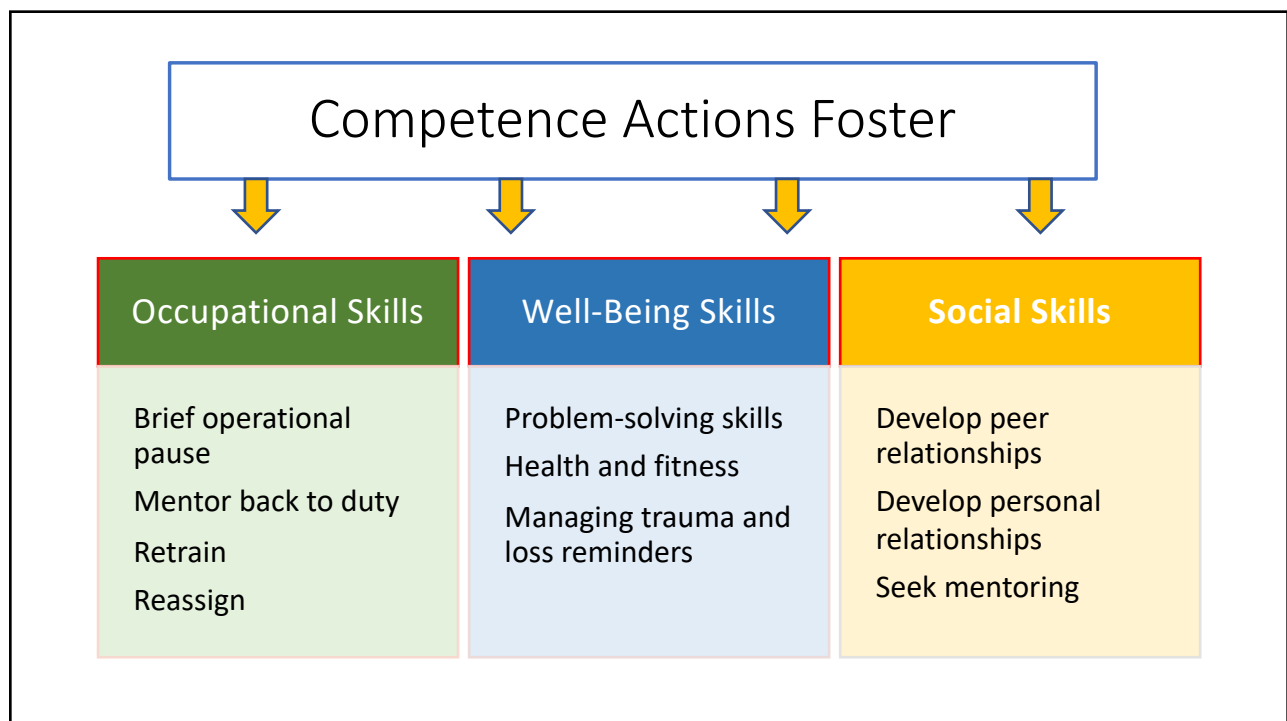 Competence Actions Foster
Occupational Skills
Brief operational
pause
Mentor back to duty
Retrain
Reassign
Well-Being Skills
Problem-solving skills
Health and fitness
Managing trauma and
loss reminders
Social Skills
Develop peer
relationships
Develop personal
relationships
Seek mentoring